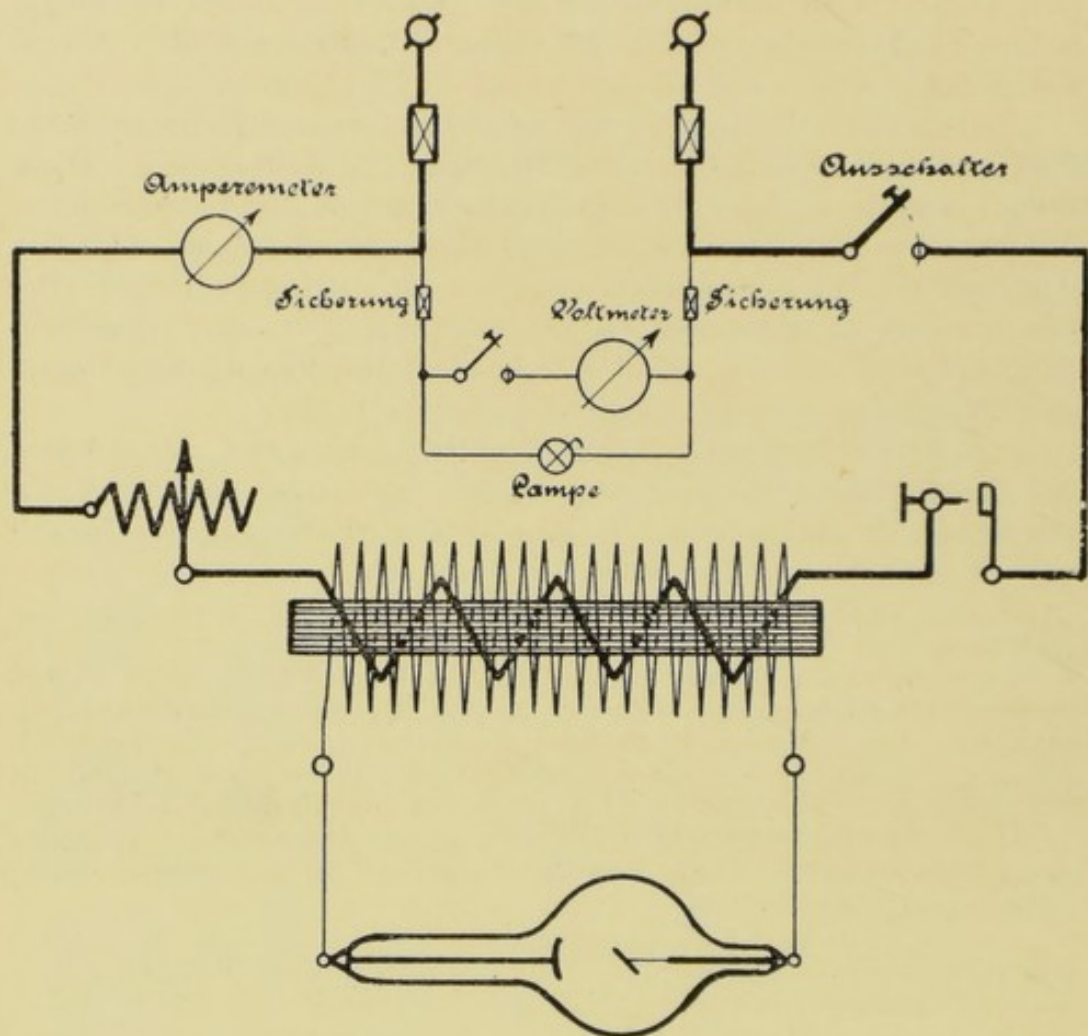 Amperemeter
Ausschalter
Sicherung
Voltmeter
Sicherung
Lampe